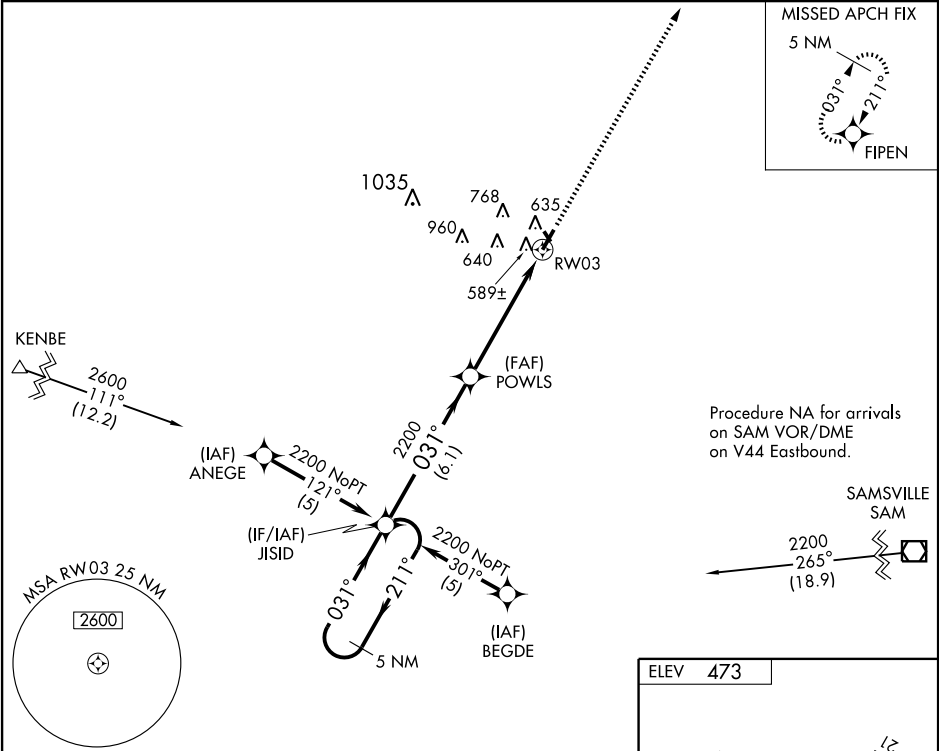 MISSED APCH FIX
5 NM
031°
211°
FIPEN
1035
768
635
960
640
589±
RW03
KENBE
2600
111°
(12.2)
(FAF)
POWLS
2200
031°
(6.1)
Procedure NA for arrivals
on SAM VOR/DME
on V44 Eastbound.
(IAF)
ANEGE
2200 NoPT
121°
(5)
(IF/IAF)
JISID
SAMSVILLE
SAM
2200
265°
(18.9)
2200 NoPT
301°
(5)
(IAF)
BEGDE
031°
211°
5 NM
MSA RW03 25 NM
2600
ELEV 473
21